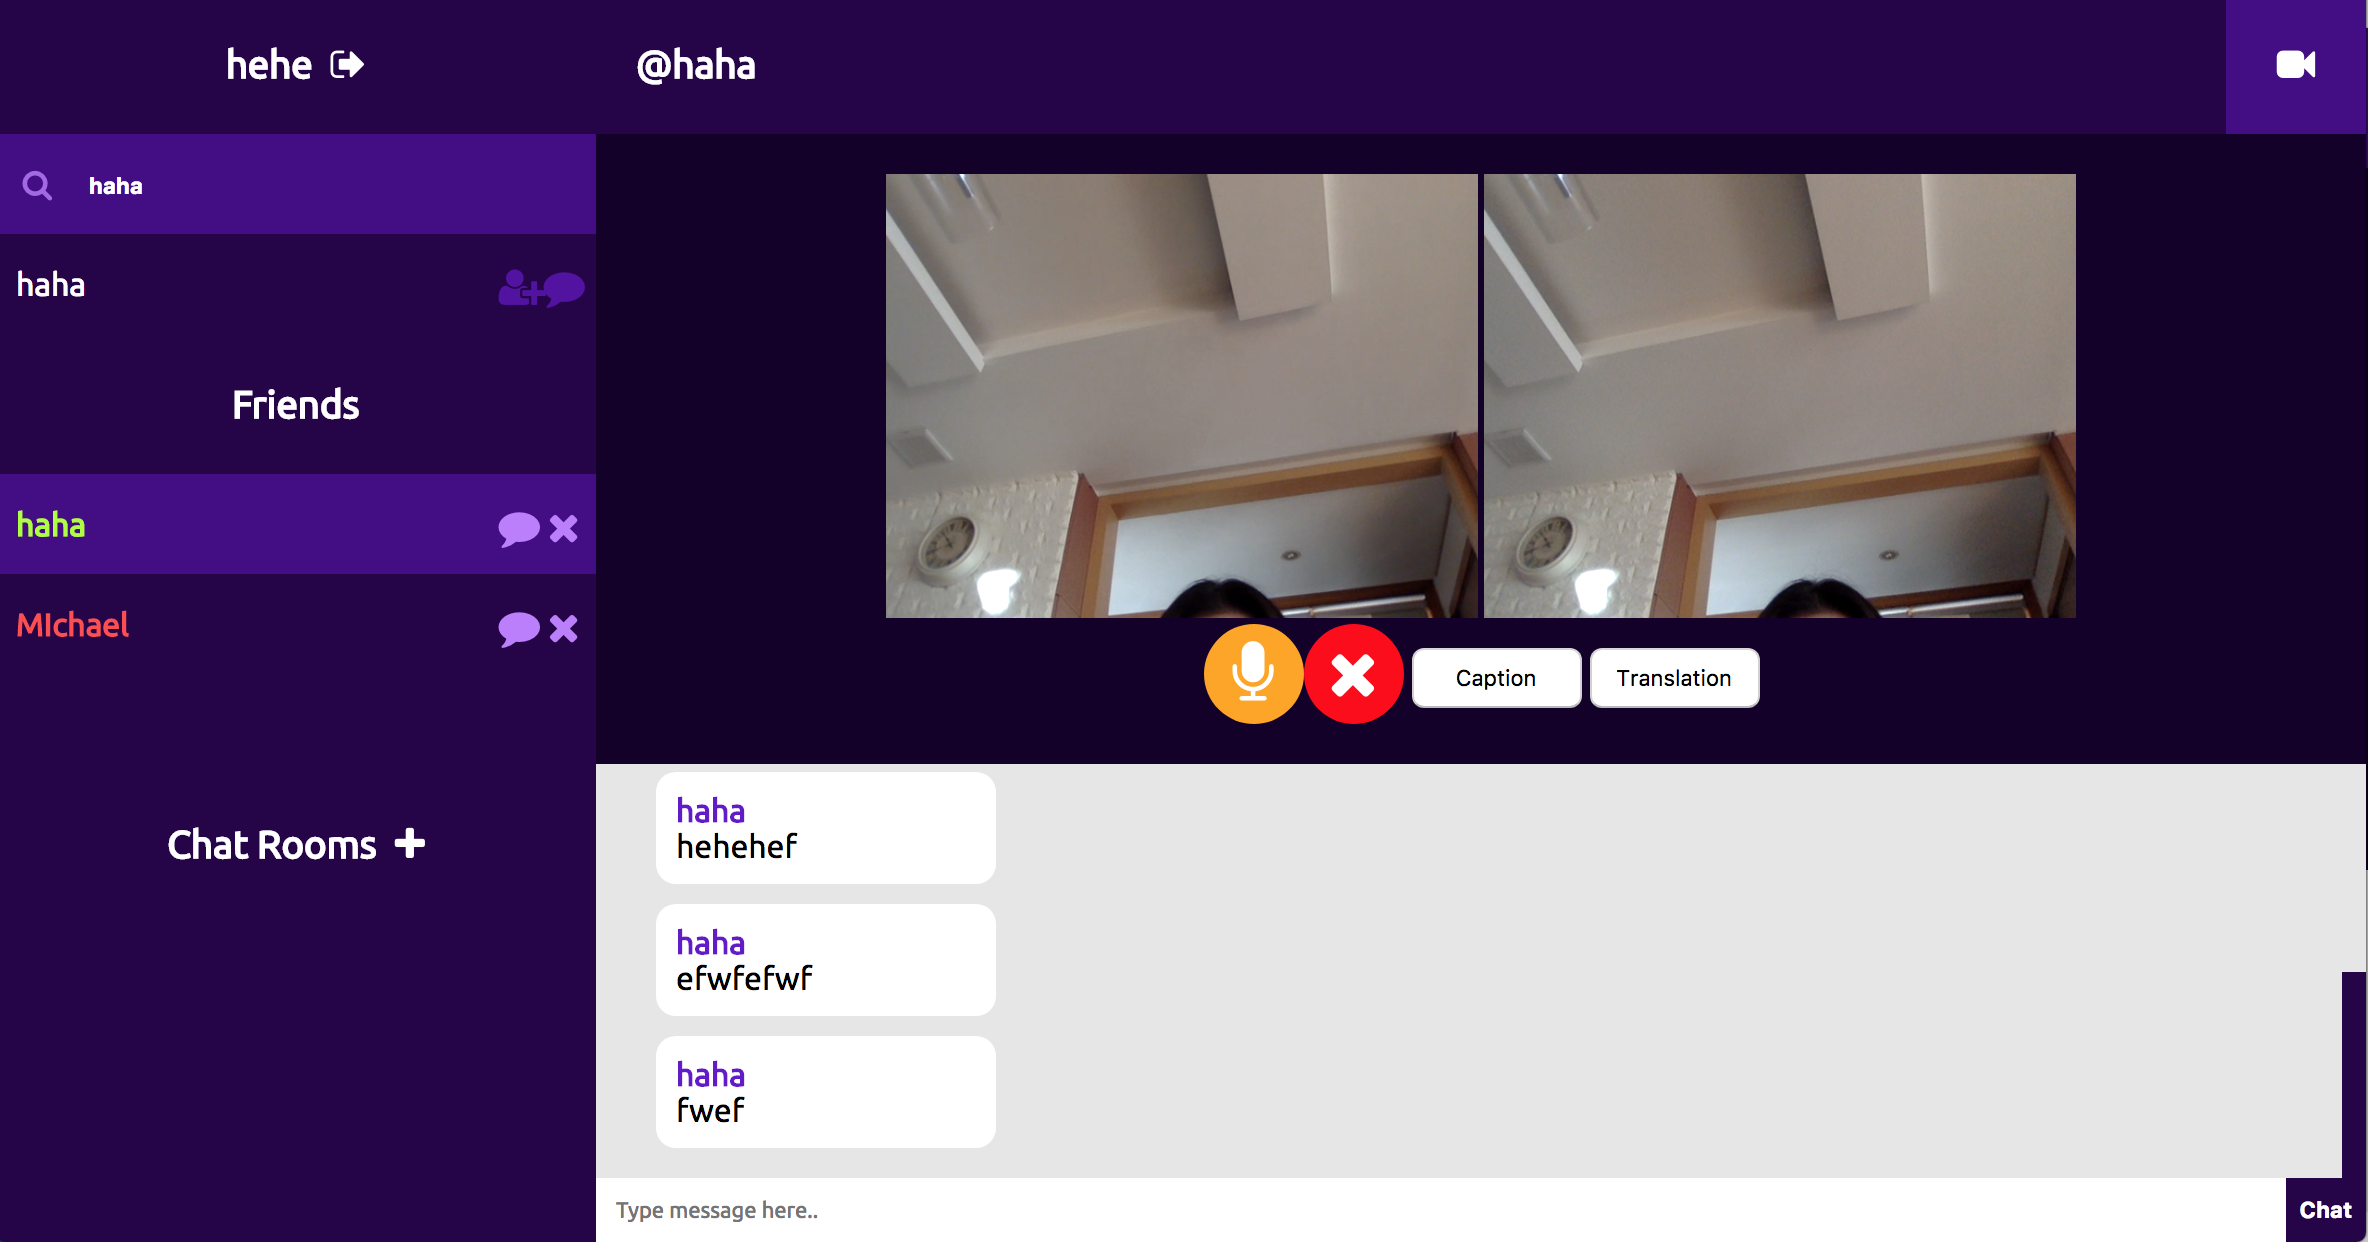 hehe
@haha
haha
haha
Friends
haha
MIchael
Chat Rooms
Caption
Translation
haha
hehehef
haha
efwfefwf
haha
fwef
Type message here..
Chat